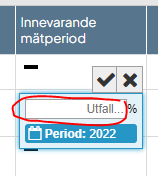 Innevarande
mätperiod
Utfall... %
Period: 2022